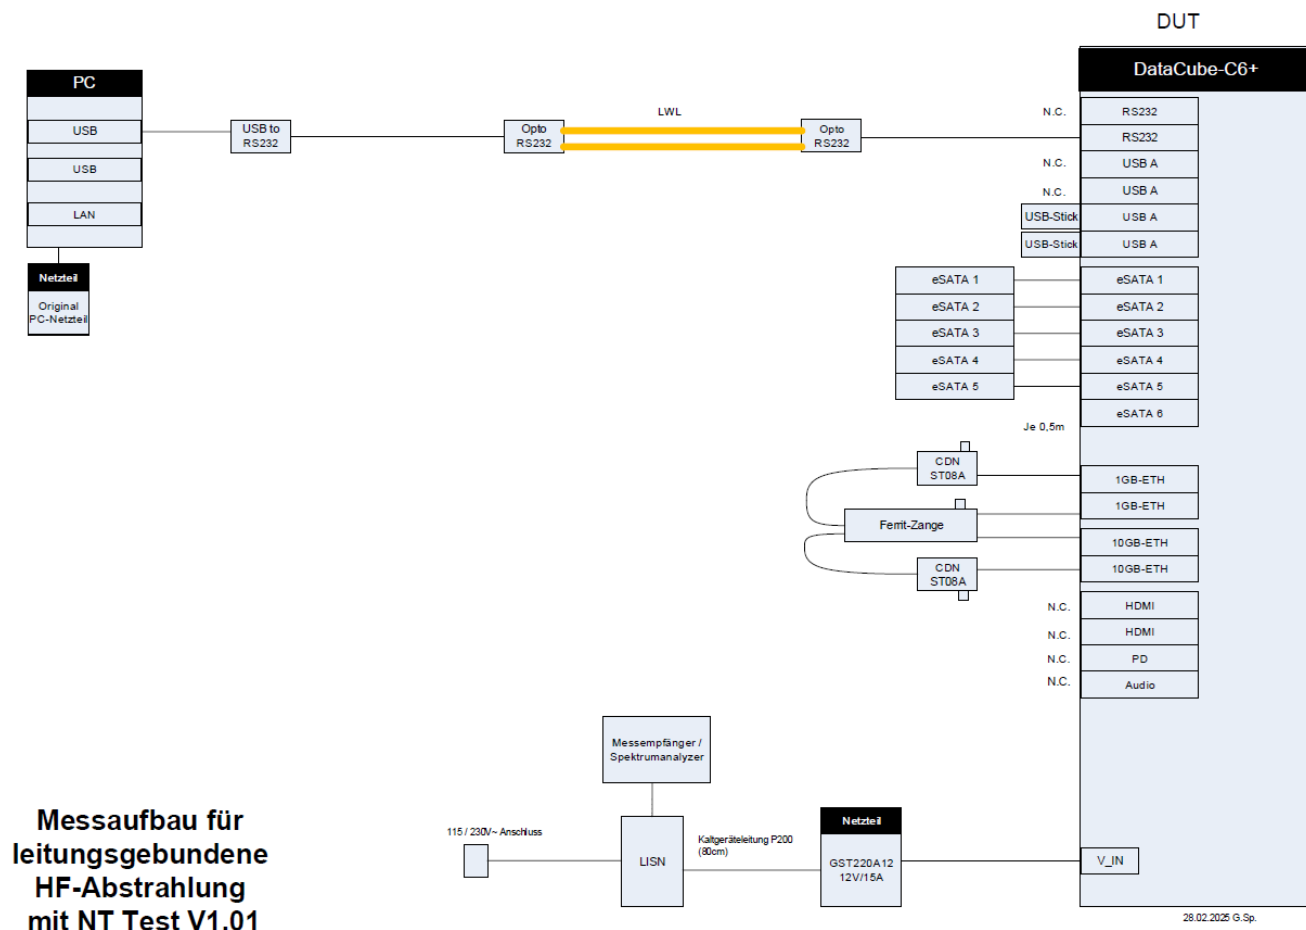 DUT
DataCube-C6+
PC
USB
USB
LAN
Netzteil
Original
PC-Netzteil
USB to
RS232
Opto
RS232
LWL
Opto
RS232
N.C.
RS232
RS232
N.C.
USB A
N.C.
USB A
USB-Stick
USB A
USB-Stick
USB A
eSATA 1
eSATA 1
eSATA 2
eSATA 2
eSATA 3
eSATA 3
eSATA 4
eSATA 4
eSATA 5
eSATA 5
eSATA 6
Je 0,5m
CDN
ST08A
1GB-ETH
1GB-ETH
Ferrit-Zange
10GB-ETH
10GB-ETH
CDN
ST08A
N.C.
HDMI
N.C.
HDMI
N.C.
PD
N.C.
Audio
Messempfänger /
Spektrumanalyzer
115 / 230V~ Anschluss
LISN
Kaltgeräteleitung P200
(80cm)
Netzteil
GST220A12
12V/15A
V_IN
Messaufbau für
leitungsgebundene
HF-Abstrahlung
mit NT Test V1.01
28.02.2025 G.Sp.